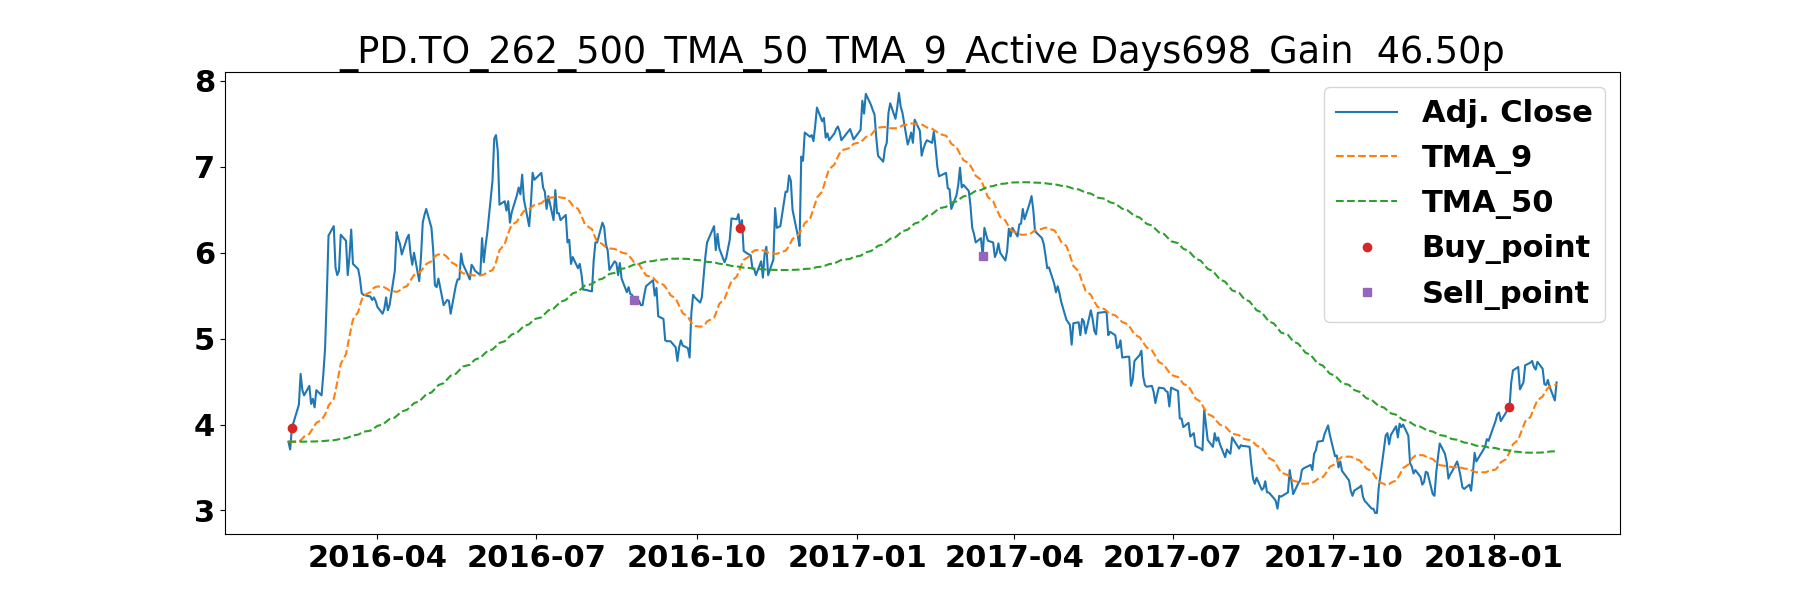 _PD.TO_262_500_TMA_50_TMA_9_Active Days698_Gain  46.50p
8
7
6
5
4
3
Adj. Close
TMA_9
TMA_50
Buy_point
Sell_point
2016-04 2016-07 2016-10 2017-01 2017-04 2017-07 2017-10 2018-01